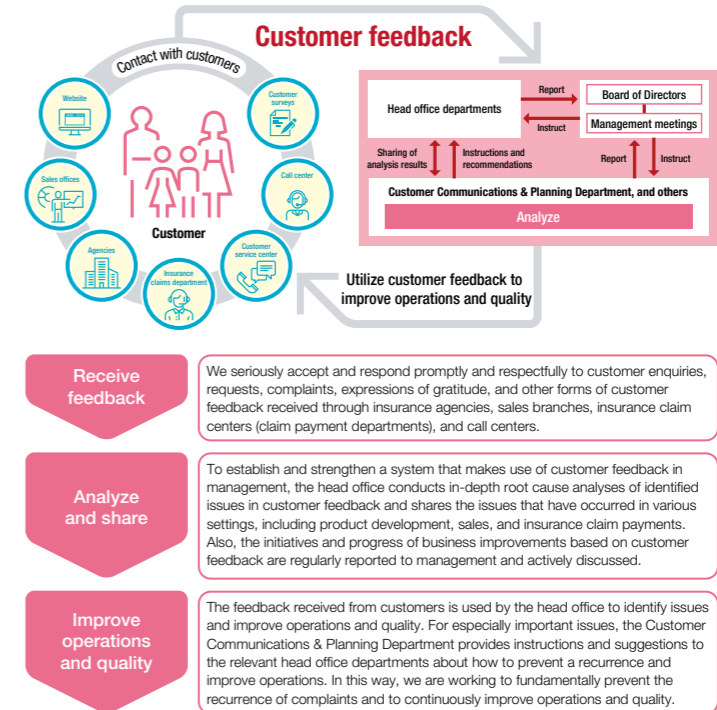 Customer feedback
Contact with customers
Website
Customer
surveys
Sales offices
Call center
Customer
Agencies
Customer
service center
Insurance
claims department
Head office departments
Report
Instruct
Board of Directors
Management meetings
Sharing of
analysis results
Instructions and
recommendations
Report
Instruct
Customer Communications & Planning Department, and others
Analyze
Utilize customer feedback to
improve operations and quality
Receive
feedback
We seriously accept and respond promptly and respectfully to customer enquiries,
requests, complaints, expressions of gratitude, and other forms of customer
feedback received through insurance agencies, sales branches, insurance claim
centers (claim payment departments), and call centers.
Analyze
and share
To establish and strengthen a system that makes use of customer feedback in
management, the head office conducts in-depth root cause analyses of identified
issues in customer feedback and shares the issues that have occurred in various
settings, including product development, sales, and insurance claim payments.
Also, the initiatives and progress of business improvements based on customer
feedback are regularly reported to management and actively discussed.
Improve
operations
and quality
The feedback received from customers is used by the head office to identify issues
and improve operations and quality. For especially important issues, the Customer
Communications & Planning Department provides instructions and suggestions to
the relevant head office departments about how to prevent a recurrence and
improve operations. In this way, we are working to fundamentally prevent the
recurrence of complaints and to continuously improve operations and quality.